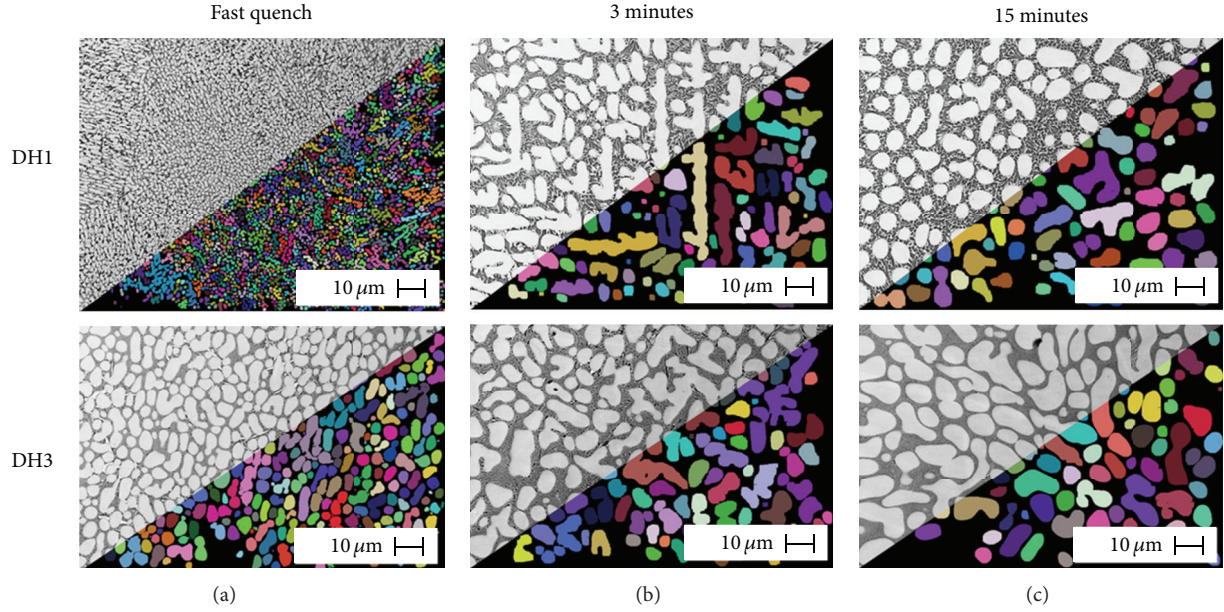 Fast quench
3 minutes
15 minutes
DH1
10 μm
10 μm
10 μm
DH3
10 μm
10 μm
10 μm
(a)
(b)
(c)